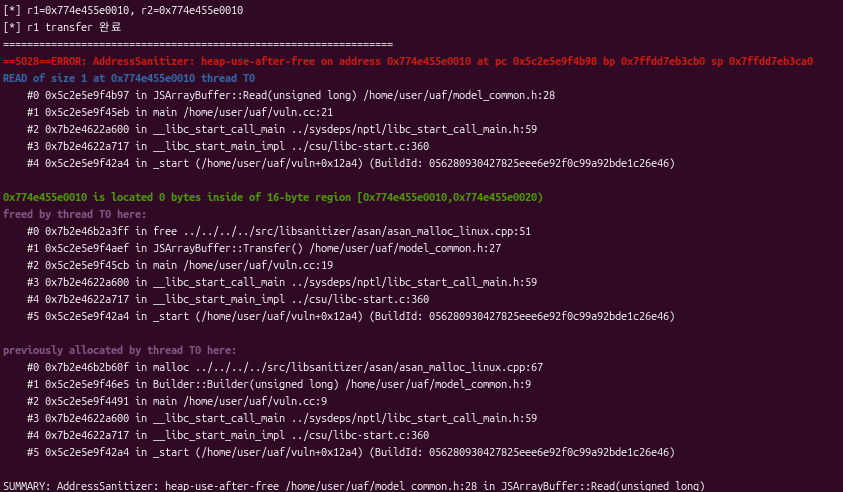 [*] r1=0x774e455e0010, r2=0x774e455e0010
[*] r1 transfer 완료
=================================================================
==5028==ERROR: AddressSanitizer: heap-use-after-free on address 0x774e455e0010 at pc 0x5c2e5e9f4b98 bp 0x7ffdd7eb3cb0 sp 0x7ffdd7eb3ca0
READ of size 1 at 0x774e455e0010 thread T0
    #0 0x5c2e5e9f4b97 in JSArrayBuffer::Read(unsigned long) /home/user/uaf/model_common.h:28
    #1 0x5c2e5e9f45eb in main /home/user/uaf/vuln.cc:21
    #2 0x7b2e4622a600 in __libc_start_call_main ../sysdeps/nptl/libc_start_call_main.h:59
    #3 0x7b2e4622a717 in __libc_start_main_impl ../csu/libc-start.c:360
    #4 0x5c2e5e9f42a4 in _start (/home/user/uaf/vuln+0x12a4) (BuildId: 056280930427825eee6e92f0c99a92bde1c26e46)

0x774e455e0010 is located 0 bytes inside of 16-byte region [0x774e455e0010,0x774e455e0020)
freed by thread T0 here:
    #0 0x7b2e46b2a3ff in free ../../../../src/libsanitizer/asan/asan_malloc_linux.cpp:51
    #1 0x5c2e5e9f4aef in JSArrayBuffer::Transfer() /home/user/uaf/model_common.h:27
    #2 0x5c2e5e9f45cb in main /home/user/uaf/vuln.cc:19
    #3 0x7b2e4622a600 in __libc_start_call_main ../sysdeps/nptl/libc_start_call_main.h:59
    #4 0x7b2e4622a717 in __libc_start_main_impl ../csu/libc-start.c:360
    #5 0x5c2e5e9f42a4 in _start (/home/user/uaf/vuln+0x12a4) (BuildId: 056280930427825eee6e92f0c99a92bde1c26e46)

previously allocated by thread T0 here:
    #0 0x7b2e46b2b60f in malloc ../../../../src/libsanitizer/asan/asan_malloc_linux.cpp:67
    #1 0x5c2e5e9f46e5 in Builder::Builder(unsigned long) /home/user/uaf/model_common.h:9
    #2 0x5c2e5e9f4491 in main /home/user/uaf/vuln.cc:9
    #3 0x7b2e4622a600 in __libc_start_call_main ../sysdeps/nptl/libc_start_call_main.h:59
    #4 0x7b2e4622a717 in __libc_start_main_impl ../csu/libc-start.c:360
    #5 0x5c2e5e9f42a4 in _start (/home/user/uaf/vuln+0x12a4) (BuildId: 056280930427825eee6e92f0c99a92bde1c26e46)

SUMMARY: AddressSanitizer: heap-use-after-free /home/user/uaf/model_common.h:28 in JSArrayBuffer::Read(unsigned long)